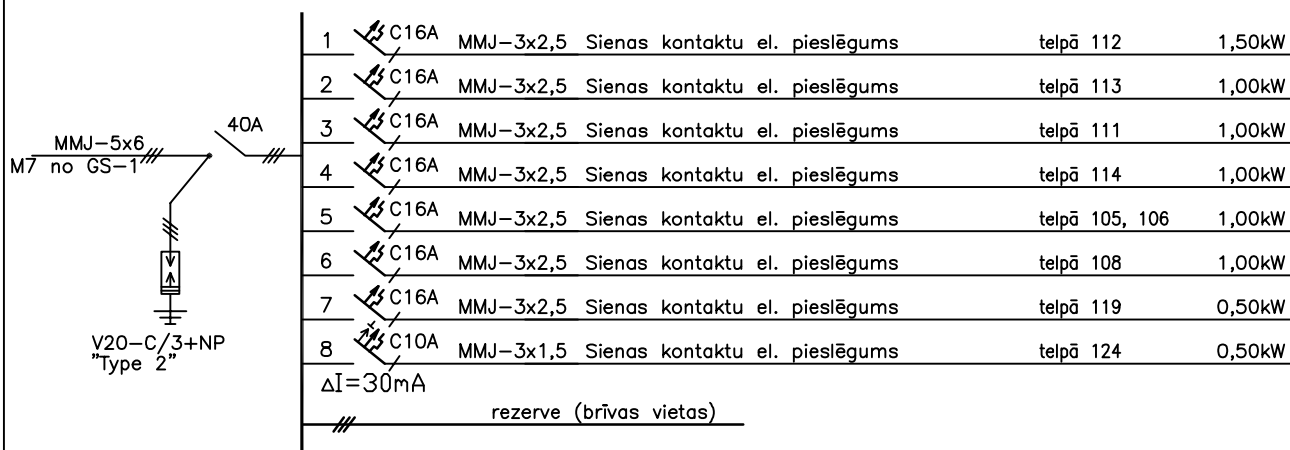 1 C16A MMJ-3x2,5 Sienas kontaktu el. pieslēgums telpā 112 1,50kW
2 C16A MMJ-3x2,5 Sienas kontaktu el. pieslēgums telpā 113 1,00kW
3 C16A MMJ-3x2,5 Sienas kontaktu el. pieslēgums telpā 111 1,00kW
40A
MMJ-5x6
M7 no GS-1
4 C16A MMJ-3x2,5 Sienas kontaktu el. pieslēgums telpā 114 1,00kW
5 C16A MMJ-3x2,5 Sienas kontaktu el. pieslēgums telpā 105, 106 1,00kW
6 C16A MMJ-3x2,5 Sienas kontaktu el. pieslēgums telpā 108 1,00kW
7 C16A MMJ-3x2,5 Sienas kontaktu el. pieslēgums telpā 119 0,50kW
V20-C/3+NP
"Type 2"
8 C10A MMJ-3x1,5 Sienas kontaktu el. pieslēgums telpā 124 0,50kW
ΔI=30mA
rezerve (brīvas vietas)